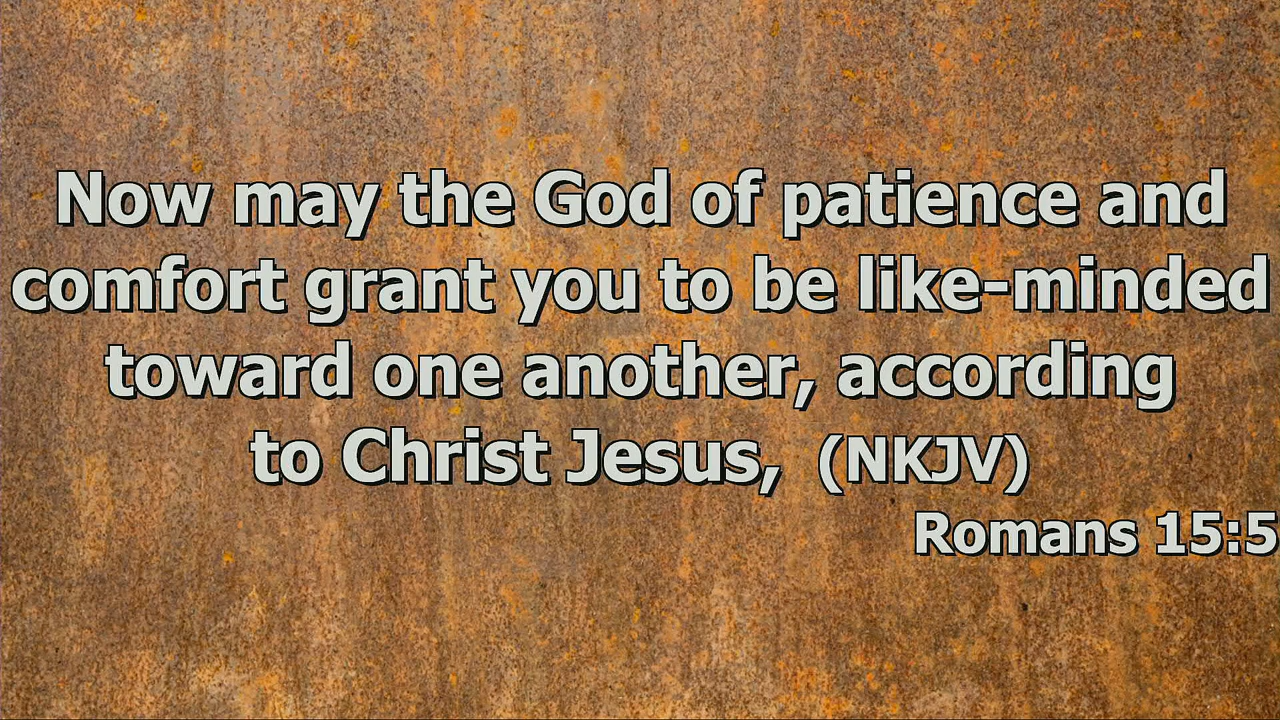 Now may the God of patience and
comfort grant you to be like-minded
toward one another, according
to Christ Jesus, (NKJV)
Romans 15:5